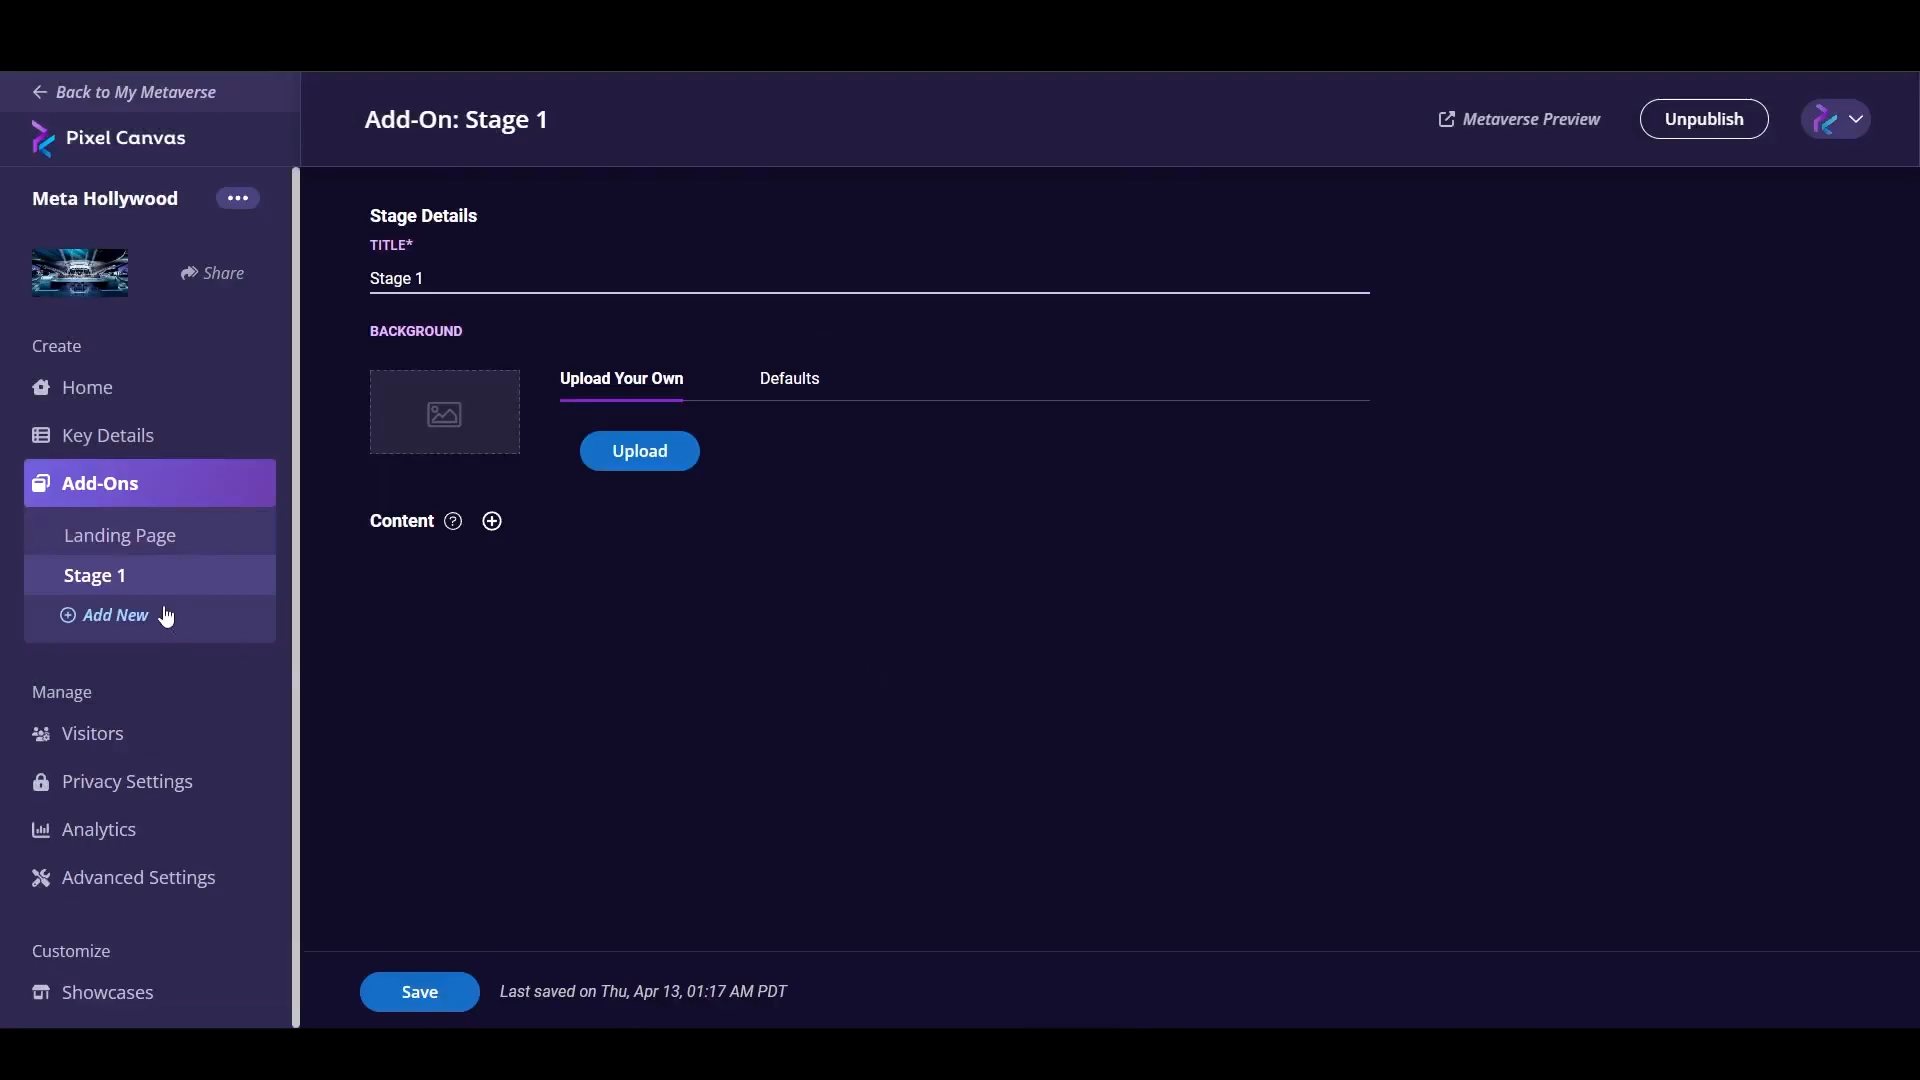 Back to My Metaverse
Pixel Canvas
Add-On: Stage 1
Metaverse Preview
Unpublish
Meta Hollywood
Share
Create
Home
Key Details
Add-Ons
Landing Page
Stage 1
Add New
Manage
Visitors
Privacy Settings
Analytics
Advanced Settings
Customize
Showcases
Stage Details
TITLE*
Stage 1
BACKGROUND
Upload Your Own
Defaults
Upload
Content ?
Save
Last saved on Thu, Apr 13, 01:17 AM PDT